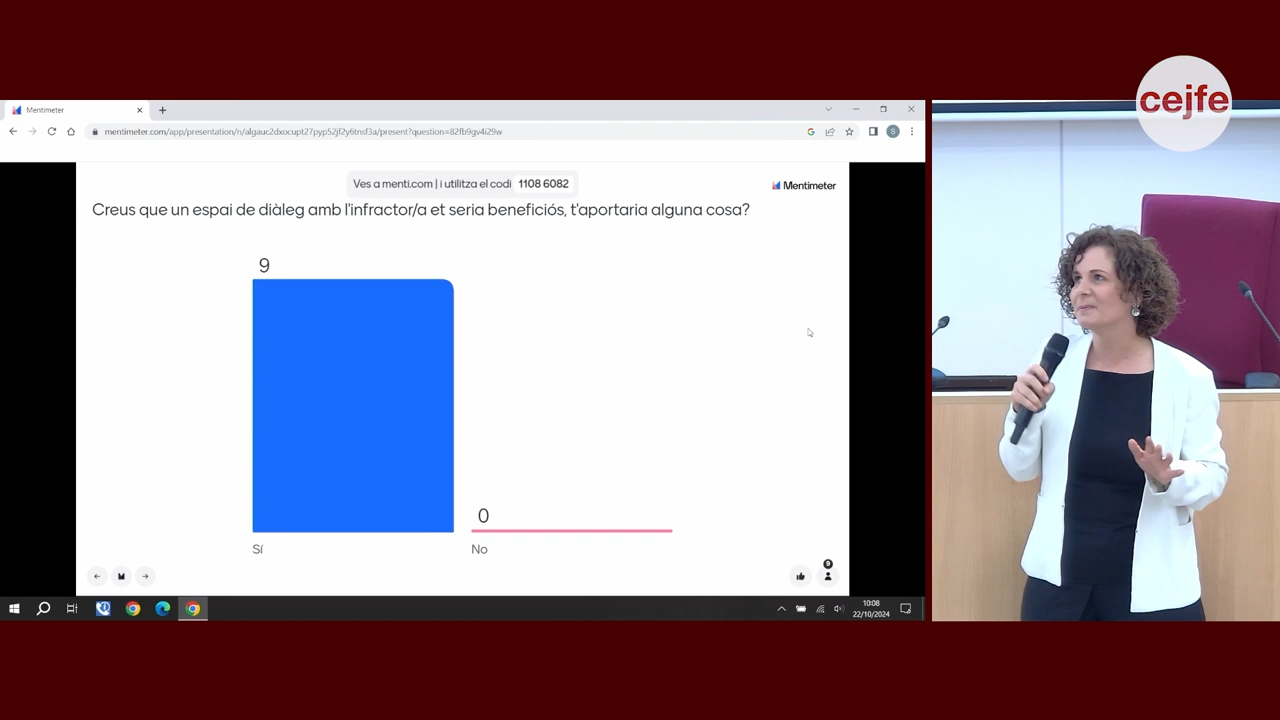 cejfe
Mentimeter
mentimeter.com/app/presentation/n/algauc2dxocupt27pyp52jf2y6tnsf3a/present?question=82fb9gv4i29w
S
Ves a menti.com | i utilitza el codi 1108 6082
Mentimeter
Creus que un espai de diàleg amb l'infractor/a et seria beneficiós, t'aportaria alguna cosa?
9
0
Sí
No
9
10:08
22/10/2024